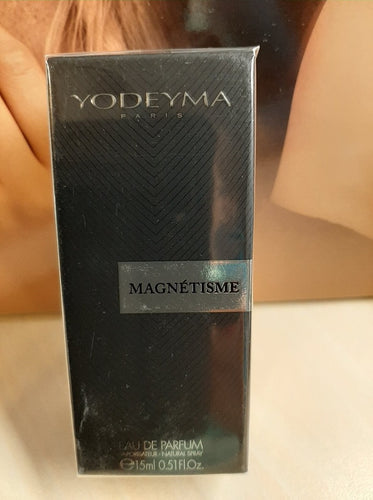 YODEYMA
PARIS
MAGNÉTISME
EAU DE PARFUM
VAPORISATEUR - NATURAL SPRAY
℮15ml 0.51Fl.Oz.